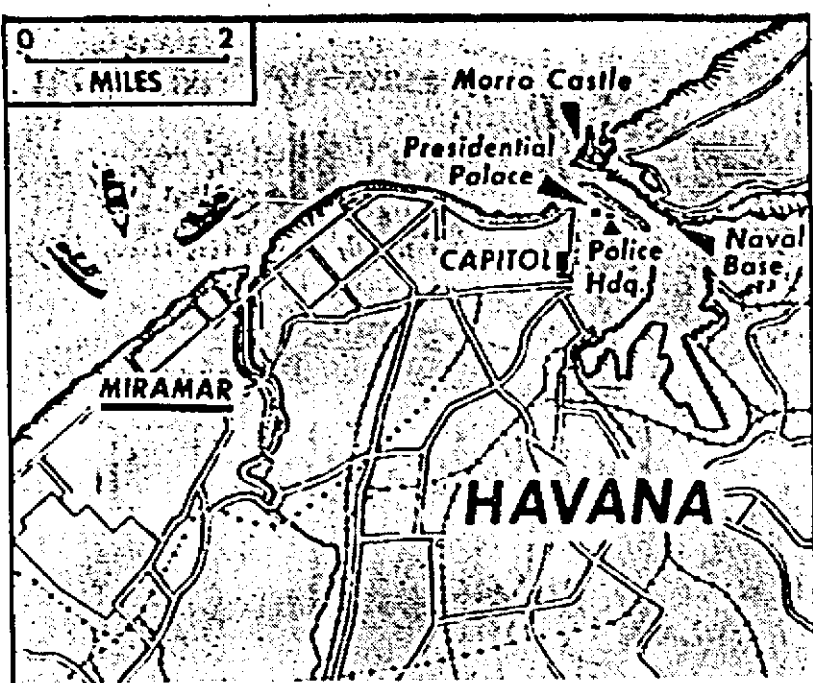 0 2
MILES
Morro Castle
Presidential
Palace
CAPITOL
Police
Hdq.
Naval
Base
MIRAMAR
HAVANA